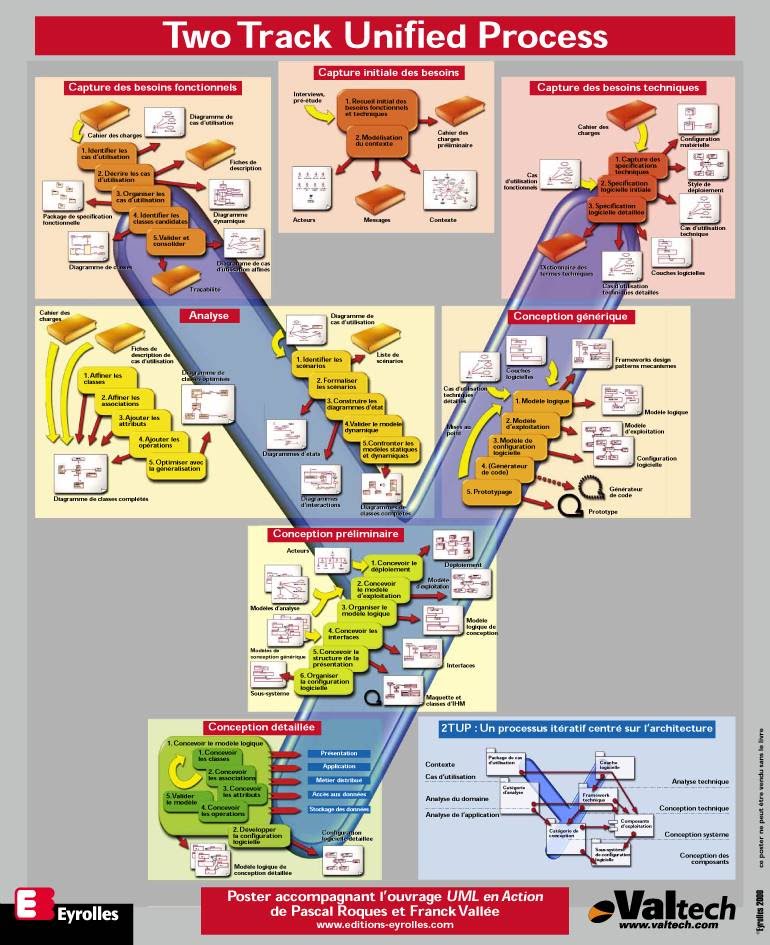 Two Track Unified Process
Capture des besoins fonctionnels
Cahier des charges
Diagramme de
cas d'utilisation
1. Identifier les
cas d'utilisation
2. Décrire les cas
d'utilisation
Fiches de
description
3. Organiser les
cas d'utilisation
Package de spécification
fonctionnelle
4. Identifier les
classes candidates
Diagramme
dynamique
5. Valider et
consolider
Diagramme de classes
Diagramme de cas
d'utilisation affinés
Traçabilité
Capture initiale des besoins
Interviews,
pré-étude
1. Recueil initial des
besoins fonctionnels
et techniques
2. Modélisation
du contexte
Cahier des
charges
préliminaire
Acteurs
Messages
Contexte
Capture des besoins techniques
Cahier des
charges
Configuration
matérielle
1. Capture des
spécifications
techniques
Cas
d'utilisation
fonctionnels
2. Spécification
logicielle initiale
Style de
déploiement
3. Spécification
logicielle détaillée
Cas d'utilisation
technique
Dictionnaire des
termes techniques
Couches logicielles
Cas d'utilisation
techniques détaillés
Analyse
Cahier des
charges
Fiches de
description de
cas d'utilisation
1. Affiner les
classes
2. Affiner les
associations
3. Ajouter les
attributs
4. Ajouter les
opérations
5. Optimiser avec
la généralisation
Diagramme de
classes optimisés
Diagramme de classes complétés
Diagramme de
cas d'utilisation
Liste de
scénarios
1. Identifier les
scénarios
2. Formaliser
les scénarios
3. Construire les
diagrammes d'état
4. Valider le modèle
dynamique
5. Confronter les
modèles statiques
et dynamiques
Diagrammes d'états
Diagrammes
d'interactions
Diagrammes de
classes complétés
Conception générique
Couches
logicielles
Frameworks design
patterns mécanismes
Cas d'utilisation
techniques
détaillés
Mises au
point
1. Modèle logique
Modèle logique
2. Modèle
d'exploitation
Modèle
d'exploitation
3. Modèle de
configuration
logicielle
Configuration
logicielle
4. (Générateur
de code)
Générateur
de code
5. Prototypage
Prototype
Conception préliminaire
Acteurs
1. Concevoir le
déploiement
Déploiement
2. Concevoir
le modèle
d'exploitation
Modèle
d'exploitation
Modèles d'analyse
3. Organiser le
modèle logique
Modèle
logique de
conception
4. Concevoir les
interfaces
Modèles de
conception générique
5. Concevoir la
structure de la
présentation
Interfaces
6. Organiser
la configuration
logicielle
Sous-système
Maquette et
classes d'IHM
Conception détaillée
1. Concevoir le modèle logique
1. Concevoir
les classes
2. Concevoir
les associations
3. Concevoir
les attributs
4. Concevoir
les opérations
5. Valider
le modèle
Présentation
Application
Métier distribué
Accès aux données
Stockage des données
2. Développer
la configuration
logicielle
Configuration
logicielle détaillée
Modèle logique de
conception détaillée
2TUP : Un processus itératif centré sur l'architecture
Contexte
Cas d'utilisation
Analyse du domaine
Analyse de l'application
Package de cas
d'utilisation
Catégorie
d'analyse
Catégorie de
conception
Couche
logicielle
Framework
technique
Composants
d'exploitation
Sous-système
de configuration
logicielle
Analyse technique
Conception technique
Conception système
Conception des
composants
ce poster ne peut être vendu sans le livre
©Eyrolles 2000
Eyrolles
Poster accompagnant l'ouvrage UML en Action
de Pascal Roques et Franck Vallée
www.editions-eyrolles.com
Valtech
www.valtech.com